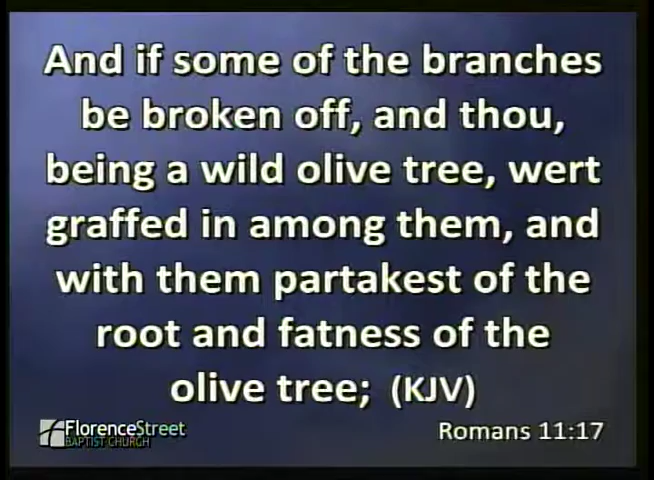 And if some of the branches
be broken off, and thou,
being a wild olive tree, wert
graffed in among them, and
with them partakest of the
root and fatness of the
olive tree; (KJV)
FlorenceStreet
BAPTIST CHURCH
Romans 11:17